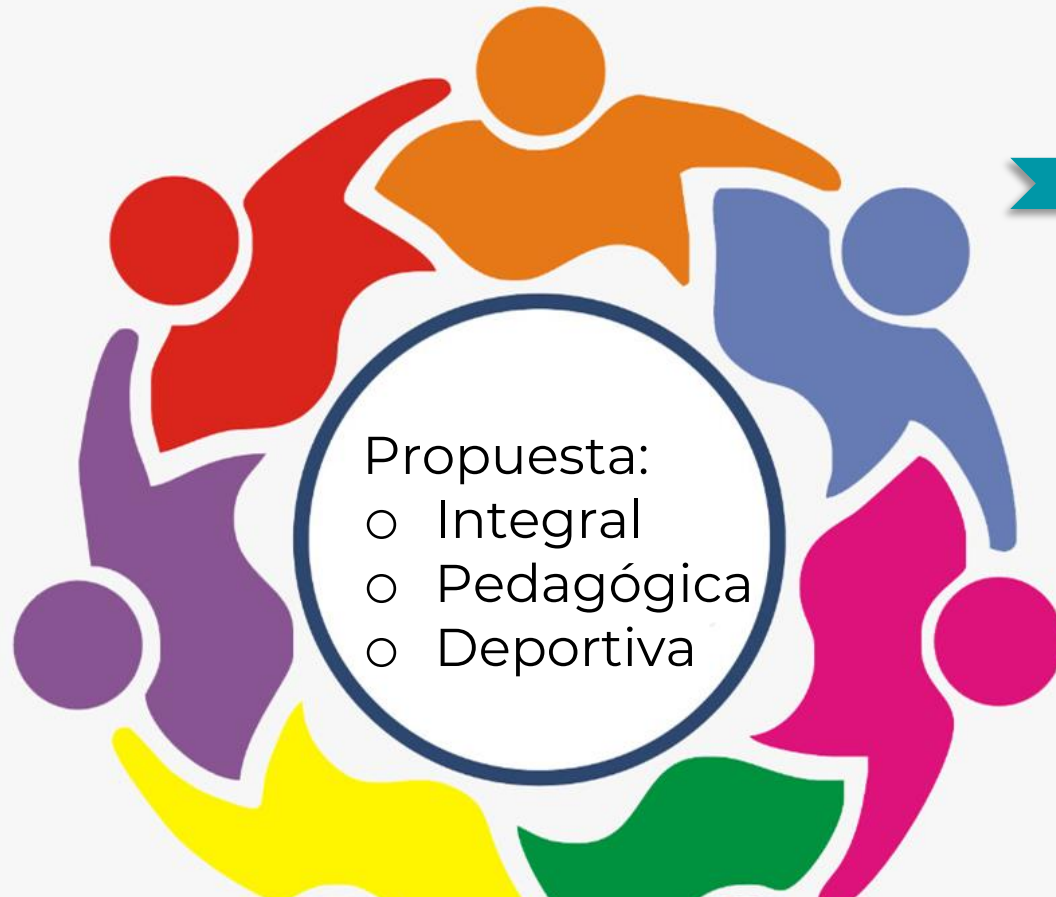 Propuesta:
○ Integral
○ Pedagógica
○ Deportiva